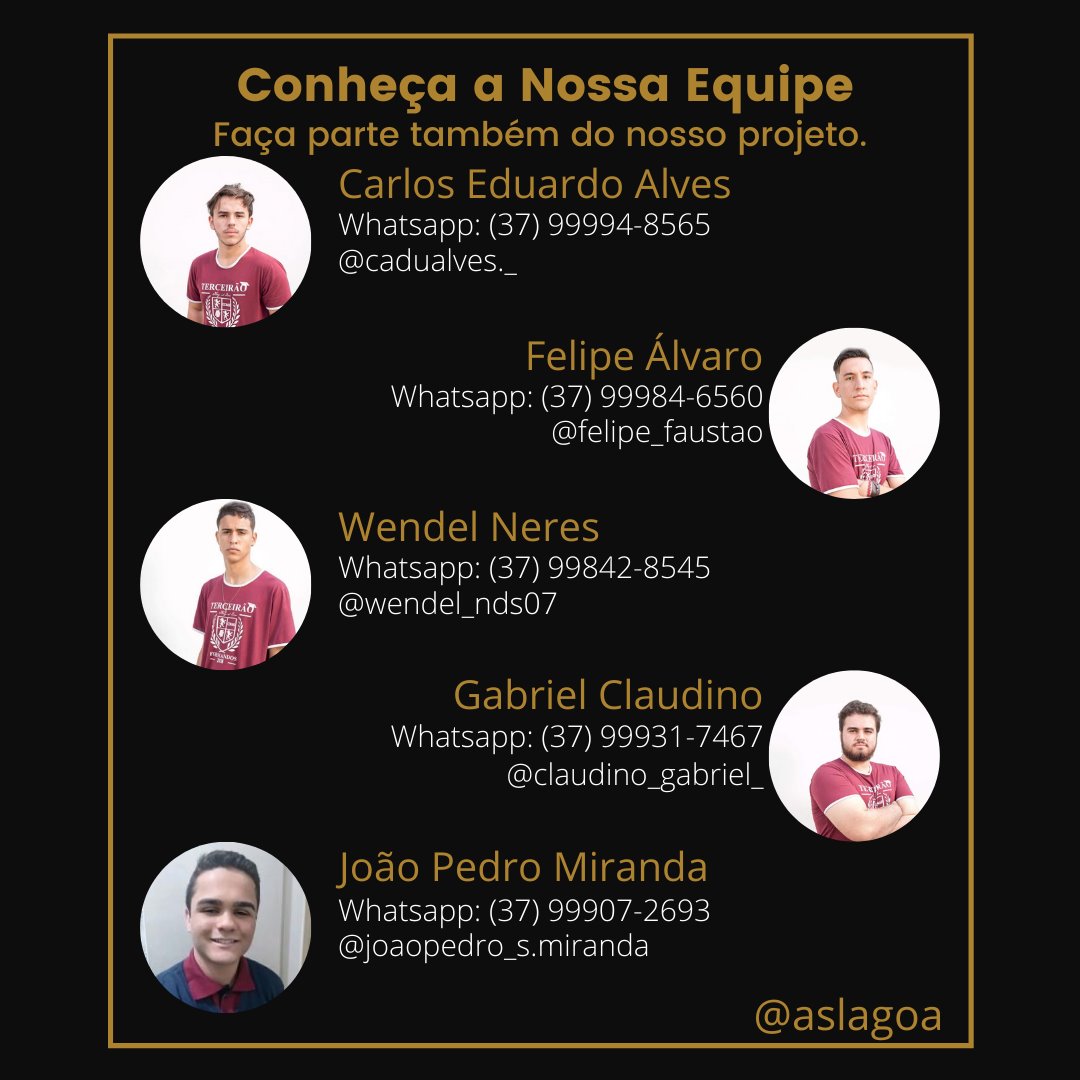 Conheça a Nossa Equipe
Faça parte também do nosso projeto.
Carlos Eduardo Alves
Whatsapp: (37) 99994-8565
@cadualves._
TERCEIRÃO
Felipe Álvaro
Whatsapp: (37) 99984-6560
@felipe_faustao
TERCEIRÃO
Wendel Neres
Whatsapp: (37) 99842-8545
@wendel_nds07
TERCEIRÃO
Gabriel Claudino
Whatsapp: (37) 99931-7467
@claudino_gabriel_
João Pedro Miranda
Whatsapp: (37) 99907-2693
@joaopedro_s.miranda
@aslagoa